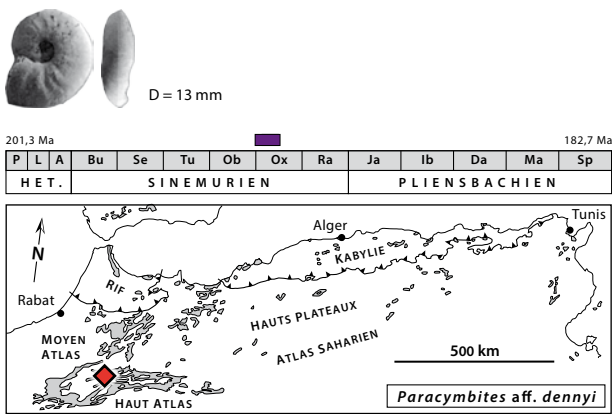 D = 13 mm
201,3 Ma 182,7 Ma
P L A Bu Se Tu Ob Ox Ra Ja Ib Da Ma Sp
HET. SINEMURIEN PLIENSBACHIEN
Tunis
Alger
KABYLIE
N
RIF
Rabat
HAUTS PLATEAUX
MOYEN
ATLAS
ATLAS SAHARIEN
500 km
HAUT ATLAS
Paracymbites aff. dennyi